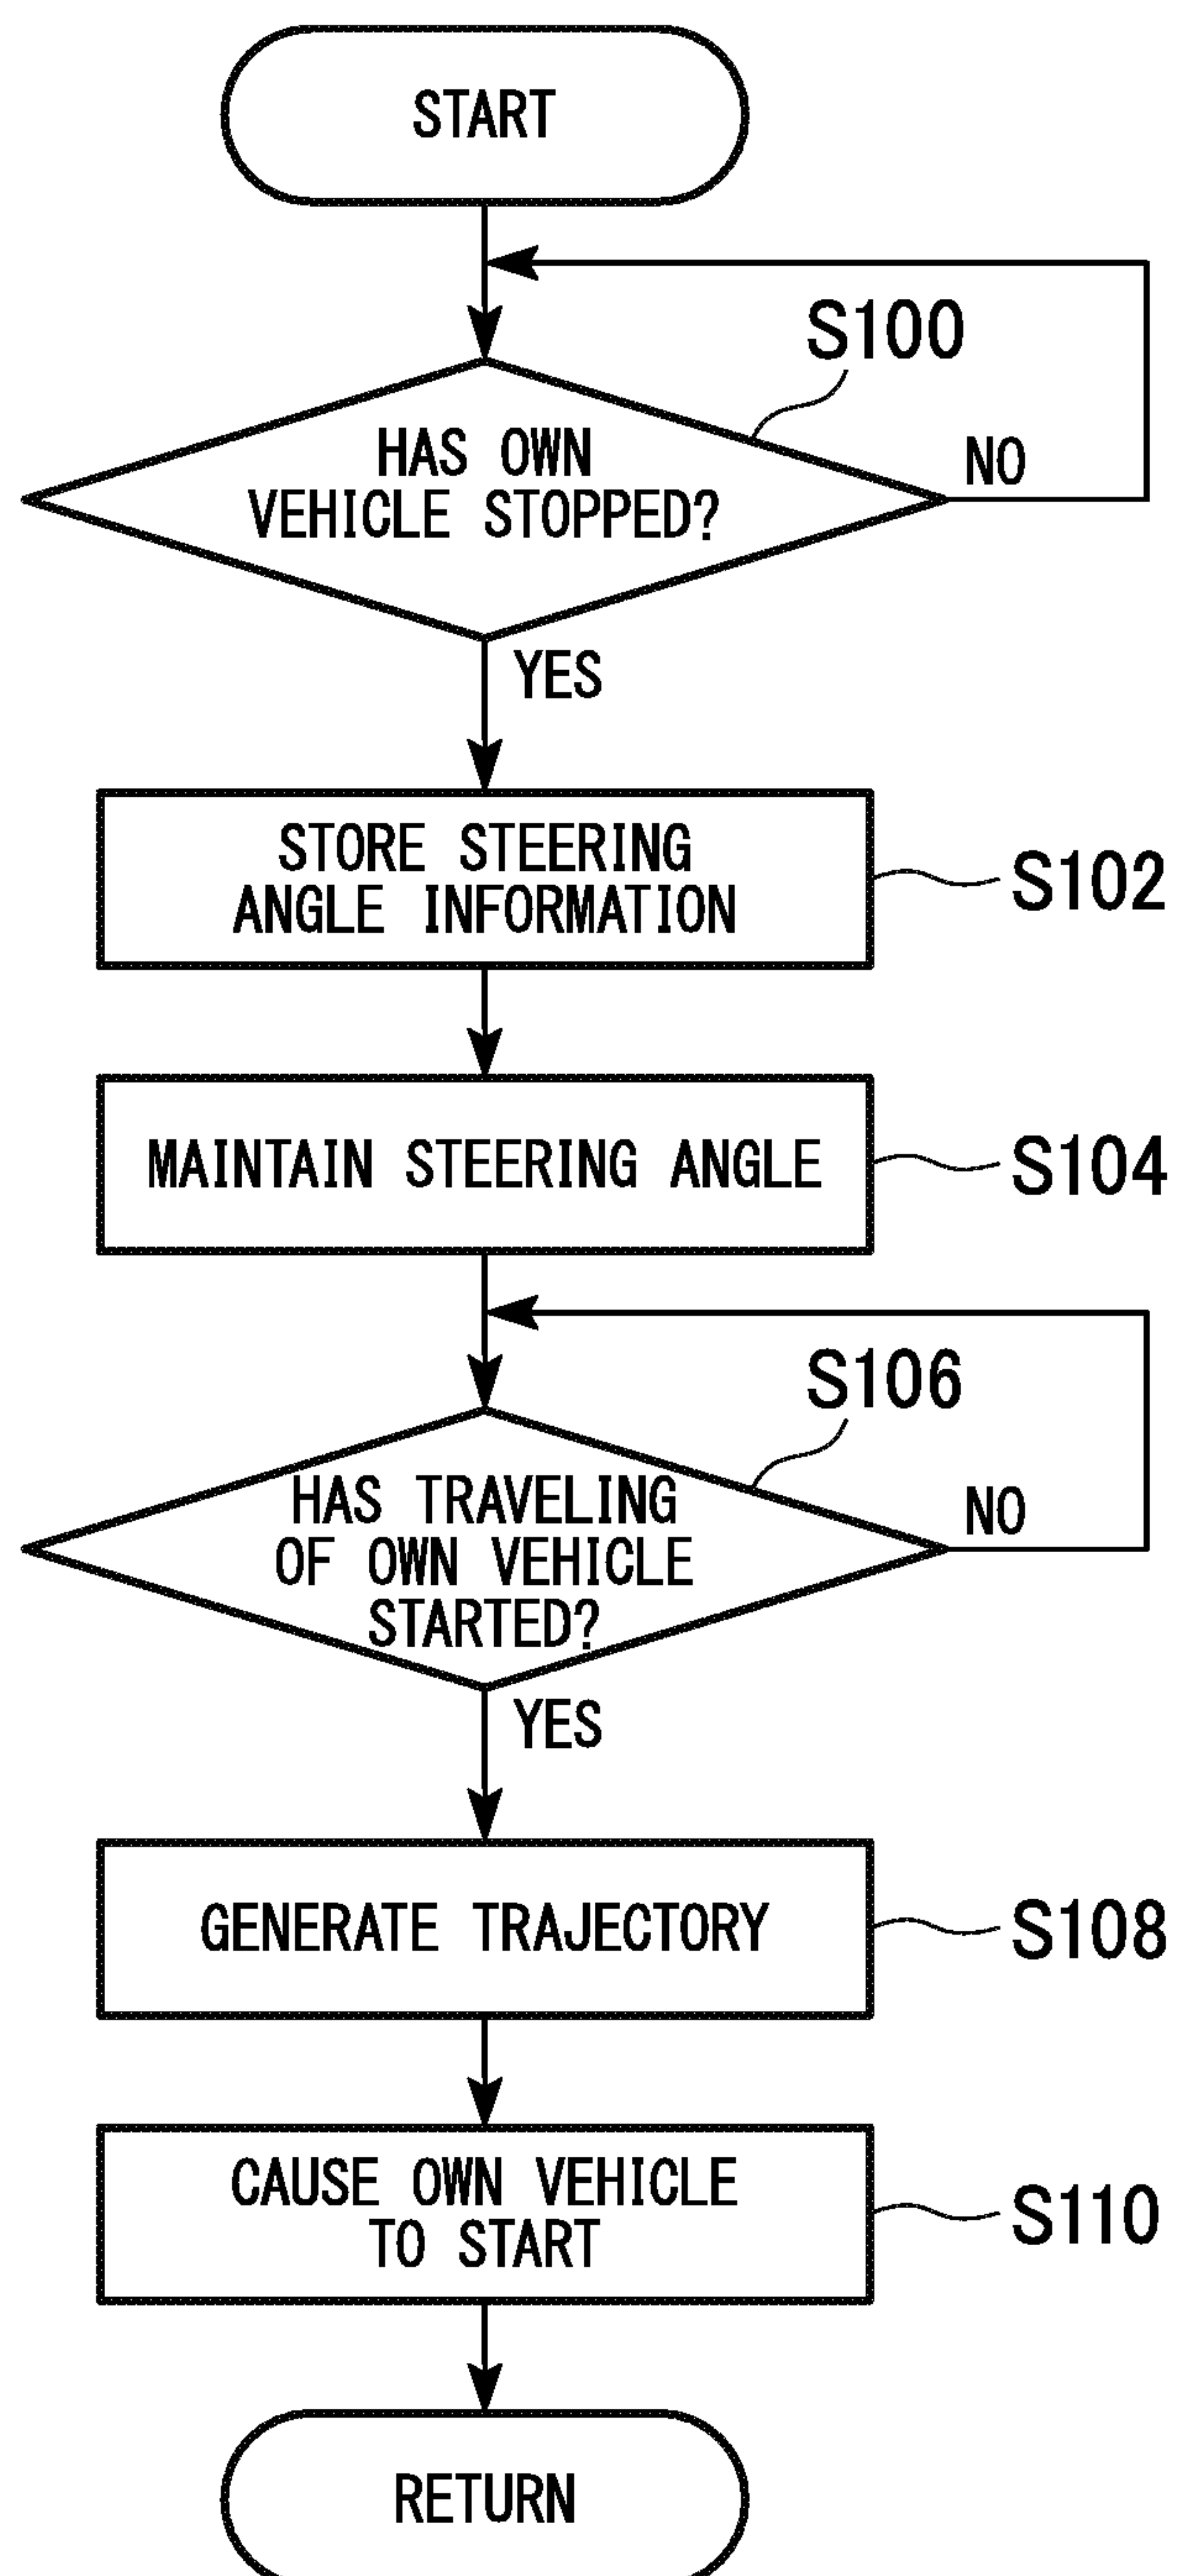 START
S100
HAS OWN
VEHICLE STOPPED?
NO
YES
STORE STEERING
ANGLE INFORMATION
S102
MAINTAIN STEERING ANGLE
S104
S106
HAS TRAVELING
OF OWN VEHICLE
STARTED?
NO
YES
GENERATE TRAJECTORY
S108
CAUSE OWN VEHICLE
TO START
S110
RETURN